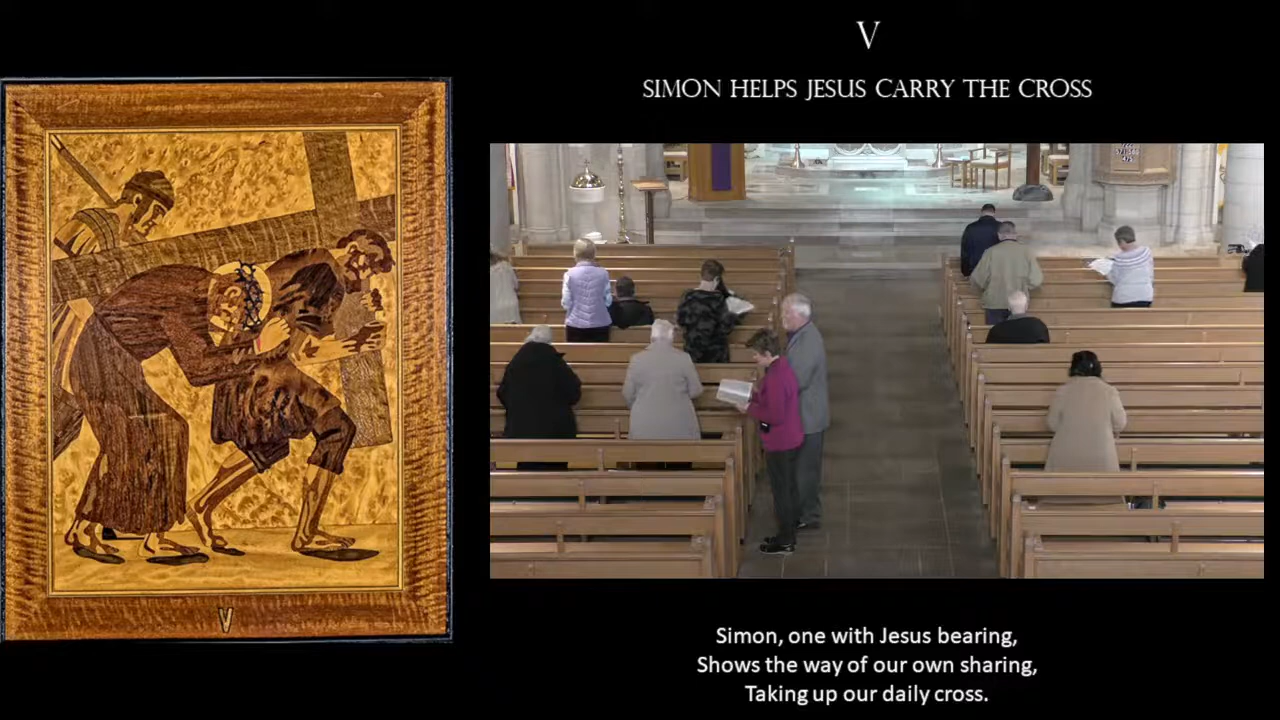 V
SIMON HELPS JESUS CARRY THE CROSS
V
Simon, one with Jesus bearing,
Shows the way of our own sharing,
Taking up our daily cross.